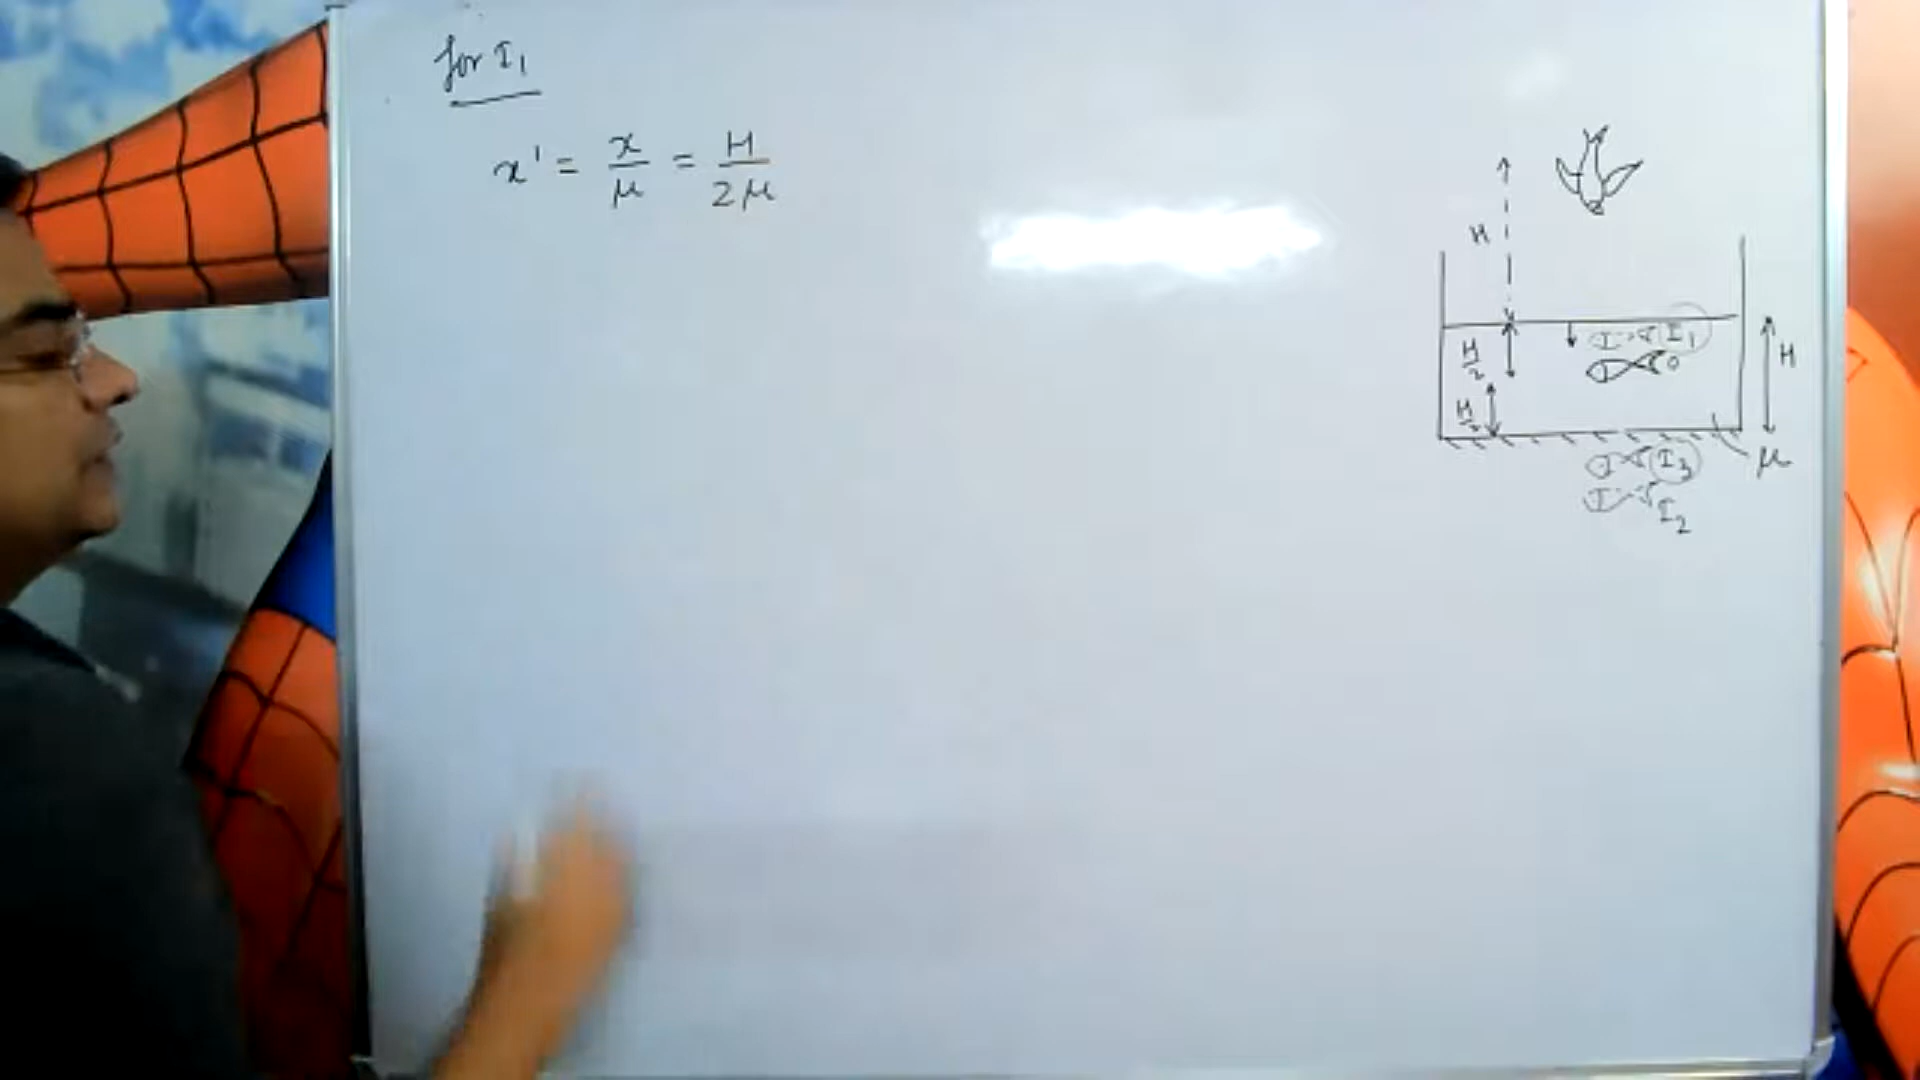 for I₁
x' = x/μ = H/2μ
H
I₁
H/2
O
H
H/2
I₃
μ
I₂